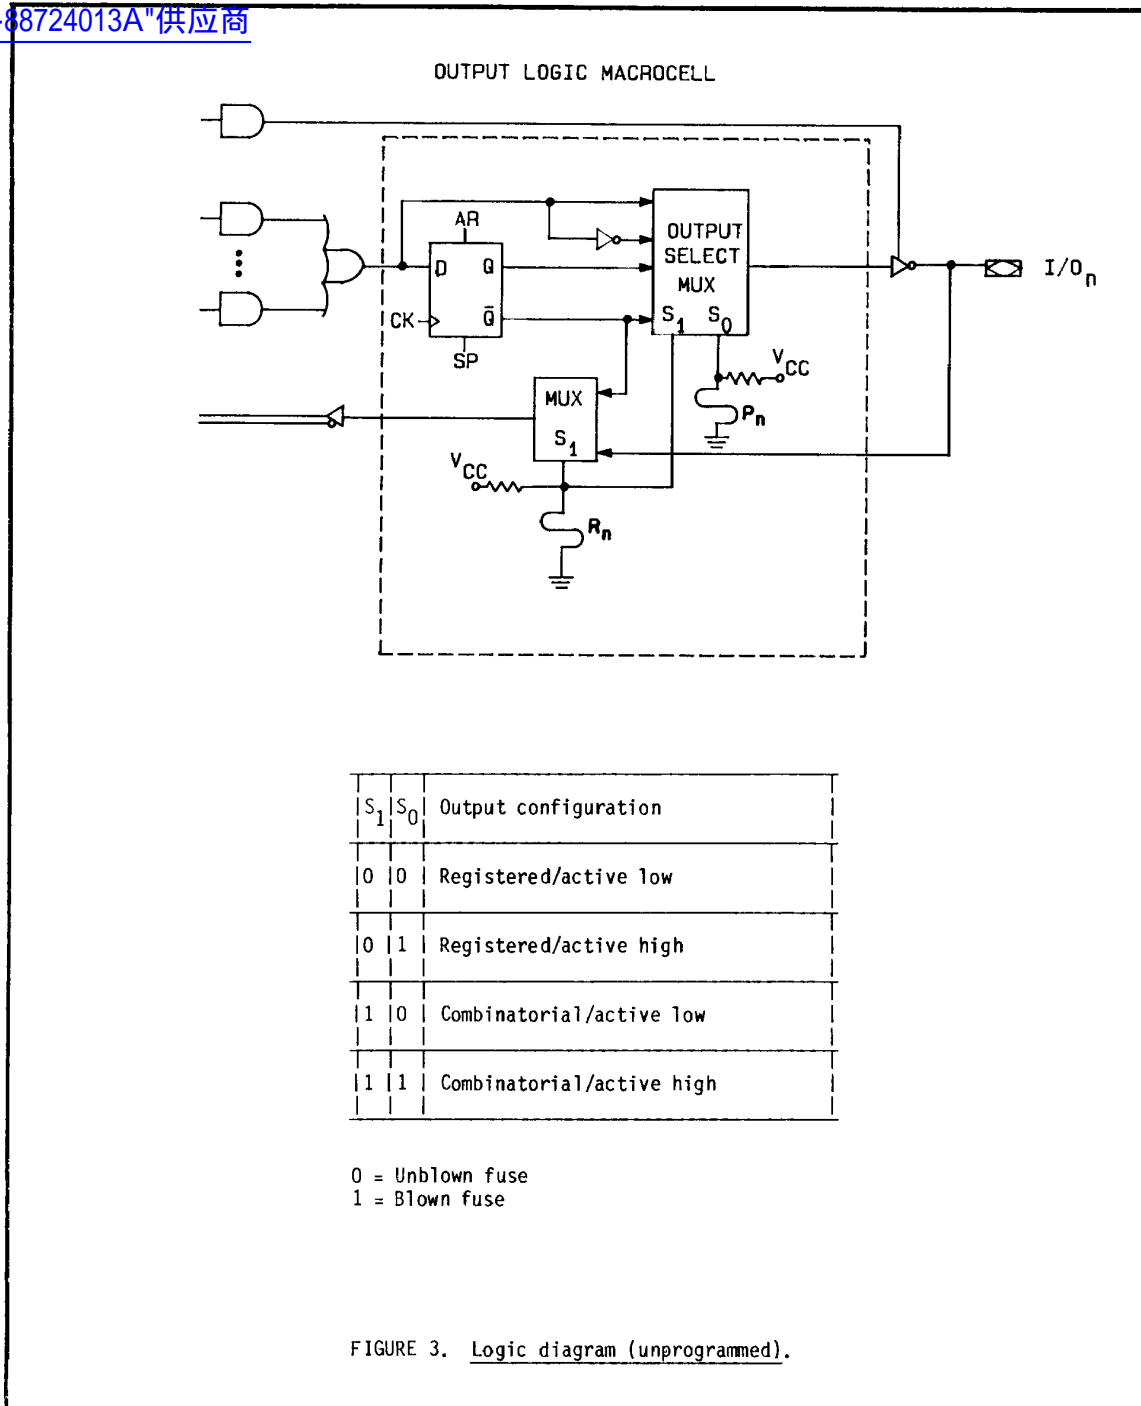 -88724013A"供应商
OUTPUT LOGIC MACROCELL
AR
D Q
OUTPUT
SELECT
MUX
I/On
CK
Q̅
S1 S0
SP
VCC
MUX
Pn
S1
VCC
Rn
S1 S0 Output configuration
0 0 Registered/active low
0 1 Registered/active high
1 0 Combinatorial/active low
1 1 Combinatorial/active high
0 = Unblown fuse
1 = Blown fuse
FIGURE 3. Logic diagram (unprogrammed).